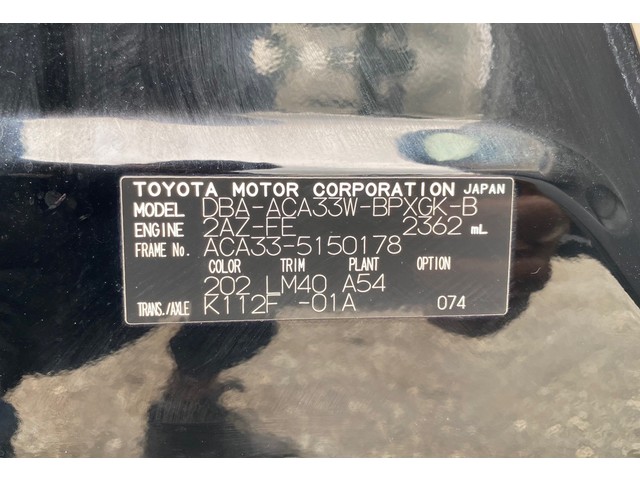 TOYOTA MOTOR CORPORATION JAPAN
MODEL DBA-ACA33W-BPXGK-B
ENGINE 2AZ-FE 2362 mL
FRAME No. ACA33-5150178
COLOR TRIM PLANT OPTION
202 LM40 A54
TRANS./AXLE K112F -01A 074